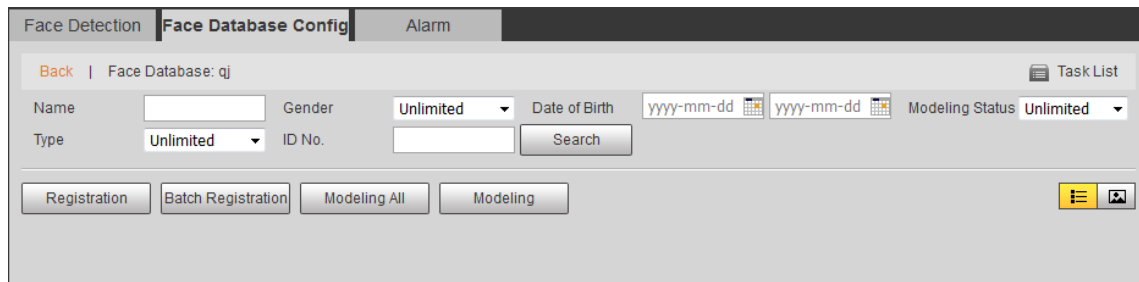 Face Detection Face Database Config Alarm
Back | Face Database: qj Task List
Name Gender Unlimited Date of Birth yyyy-mm-dd yyyy-mm-dd Modeling Status Unlimited
Type Unlimited ID No. Search
Registration Batch Registration Modeling All Modeling